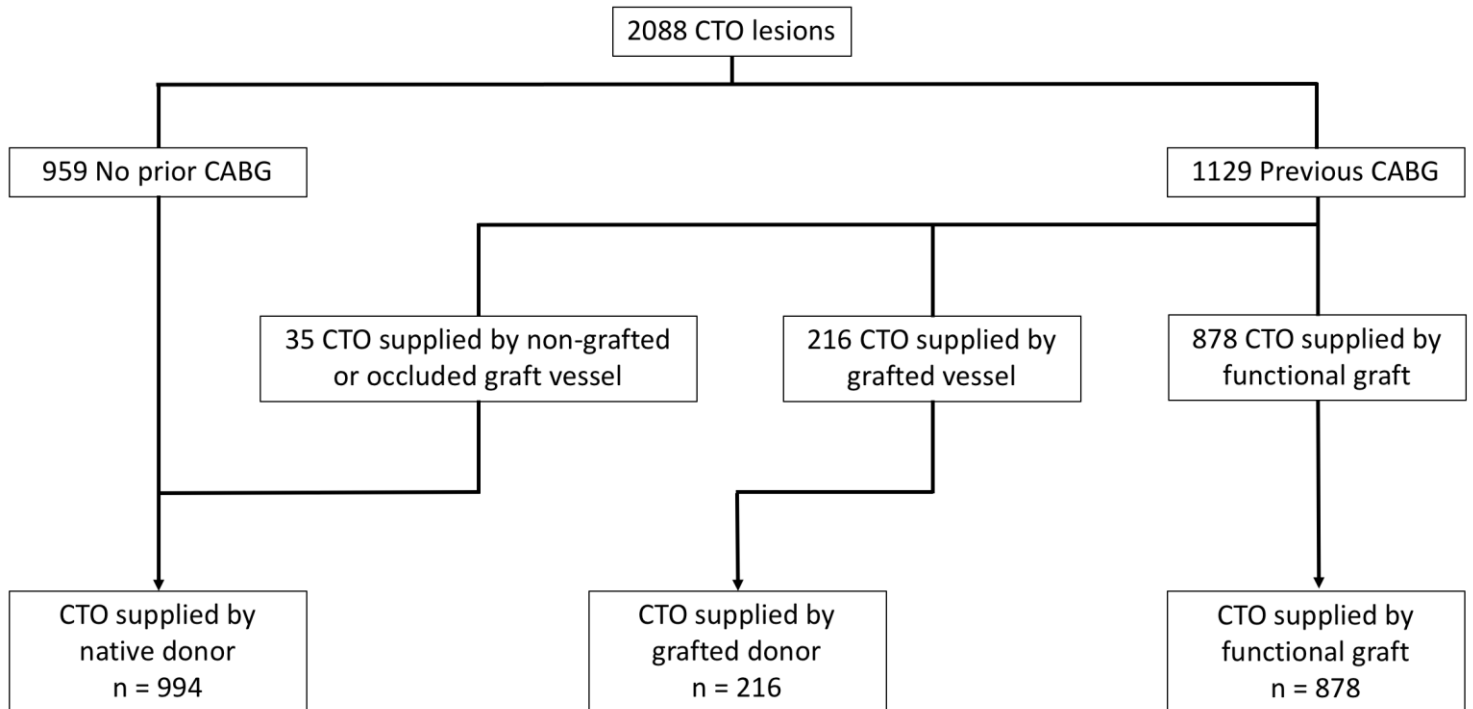 2088 CTO lesions
959 No prior CABG
1129 Previous CABG
35 CTO supplied by non-grafted
or occluded graft vessel
216 CTO supplied by
grafted vessel
878 CTO supplied by
functional graft
CTO supplied by
native donor
n = 994
CTO supplied by
grafted donor
n = 216
CTO supplied by
functional graft
n = 878